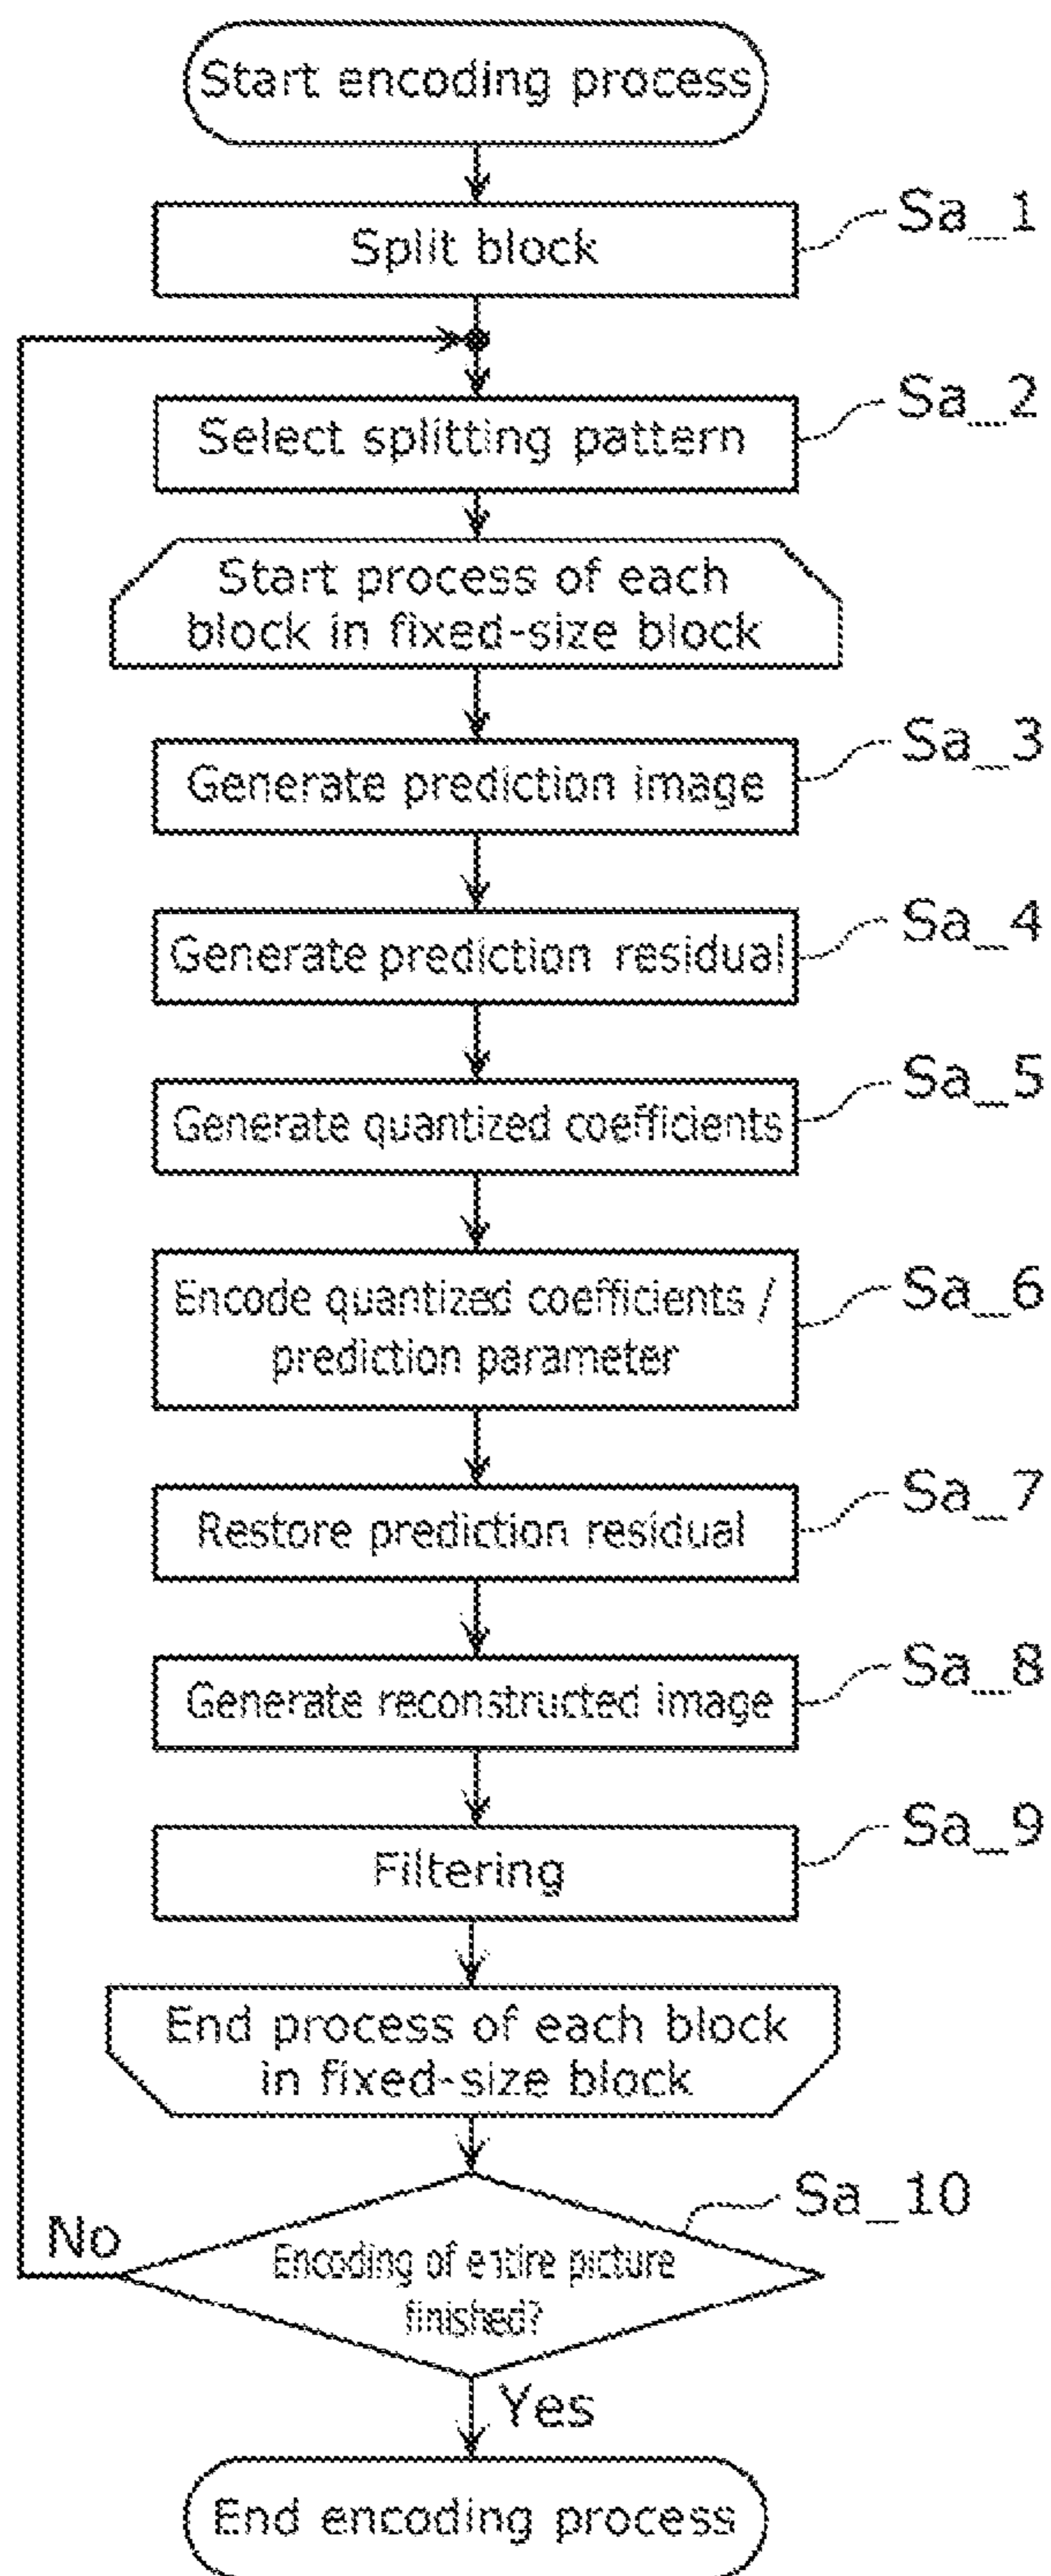 Start encoding process
Sa_1
Split block
Sa_2
Select splitting pattern
Start process of each
block in fixed-size block
Sa_3
Generate prediction image
Sa_4
Generate prediction residual
Sa_5
Generate quantized coefficients
Sa_6
Encode quantized coefficients /
prediction parameter
Sa_7
Restore prediction residual
Sa_8
Generate reconstructed image
Sa_9
Filtering
End process of each block
in fixed-size block
Sa_10
No
Encoding of entire picture
finished?
Yes
End encoding process